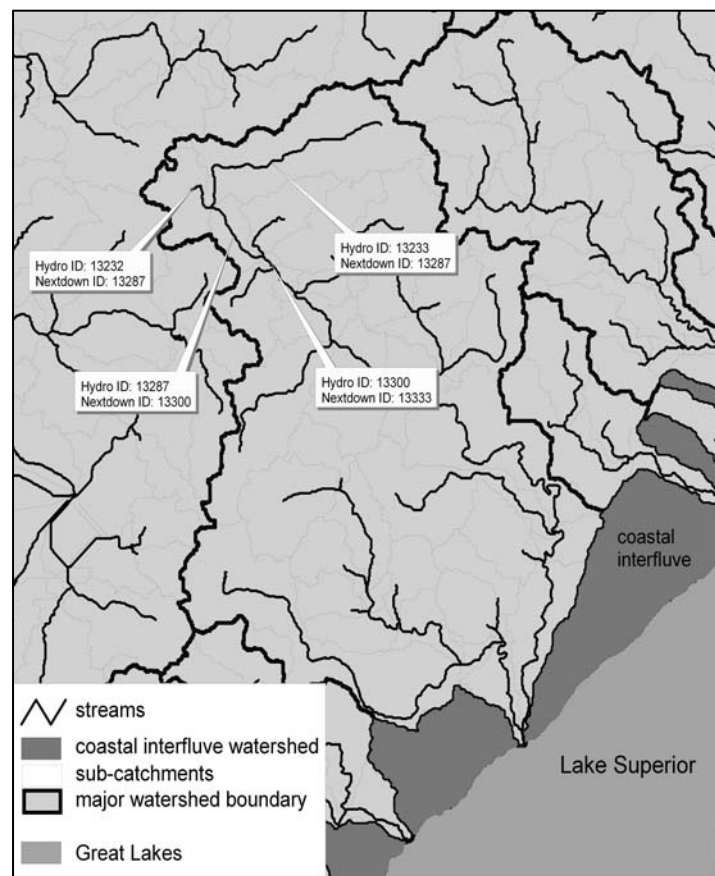 Hydro ID: 13233
Nextdown ID: 13287
Hydro ID: 13232
Nextdown ID: 13287
Hydro ID: 13287
Nextdown ID: 13300
Hydro ID: 13300
Nextdown ID: 13333
coastal
interfluve
streams
coastal interfluve watershed
sub-catchments
major watershed boundary
Great Lakes
Lake Superior